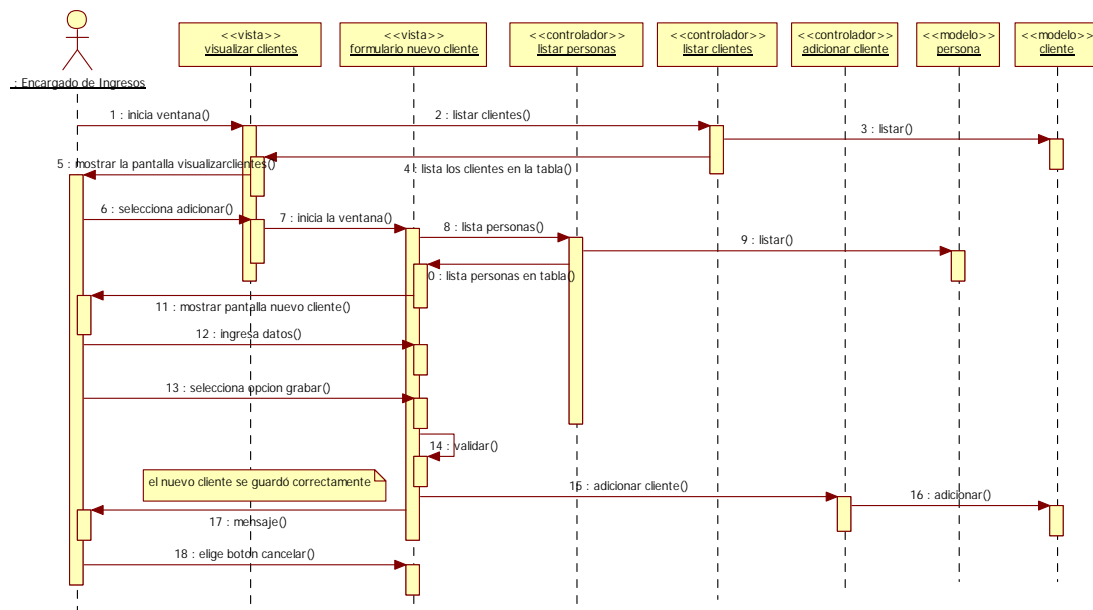 <<vista>>
visualizar clientes
<<vista>>
formulario nuevo cliente
<<controlador>>
listar personas
<<controlador>>
listar clientes
<<controlador>>
adicionar cliente
<<modelo>>
persona
<<modelo>>
cliente
: Encargado de Ingresos
1 : inicia ventana()
2 : listar clientes()
3 : listar()
4 : lista los clientes en la tabla()
5 : mostrar la pantalla visualizarclientes()
6 : selecciona adicionar()
7 : inicia la ventana()
8 : lista personas()
9 : listar()
0 : lista personas en tabla()
11 : mostrar pantalla nuevo cliente()
12 : ingresa datos()
13 : selecciona opcion grabar()
14 : validar()
el nuevo cliente se guardó correctamente
15 : adicionar cliente()
16 : adicionar()
17 : mensaje()
18 : elige boton cancelar()